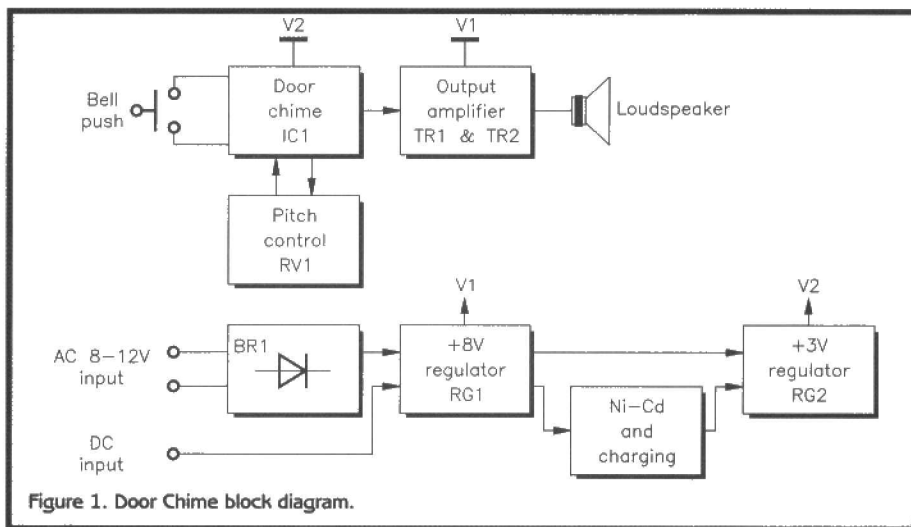 V2
V1
Bell
push
Door
chime
IC1
Output
amplifier
TR1 & TR2
Loudspeaker
Pitch
control
RV1
V1
V2
AC 8-12V
input
BR1
+8V
regulator
RG1
+3V
regulator
RG2
DC
input
Ni-Cd
and
charging
Figure 1. Door Chime block diagram.